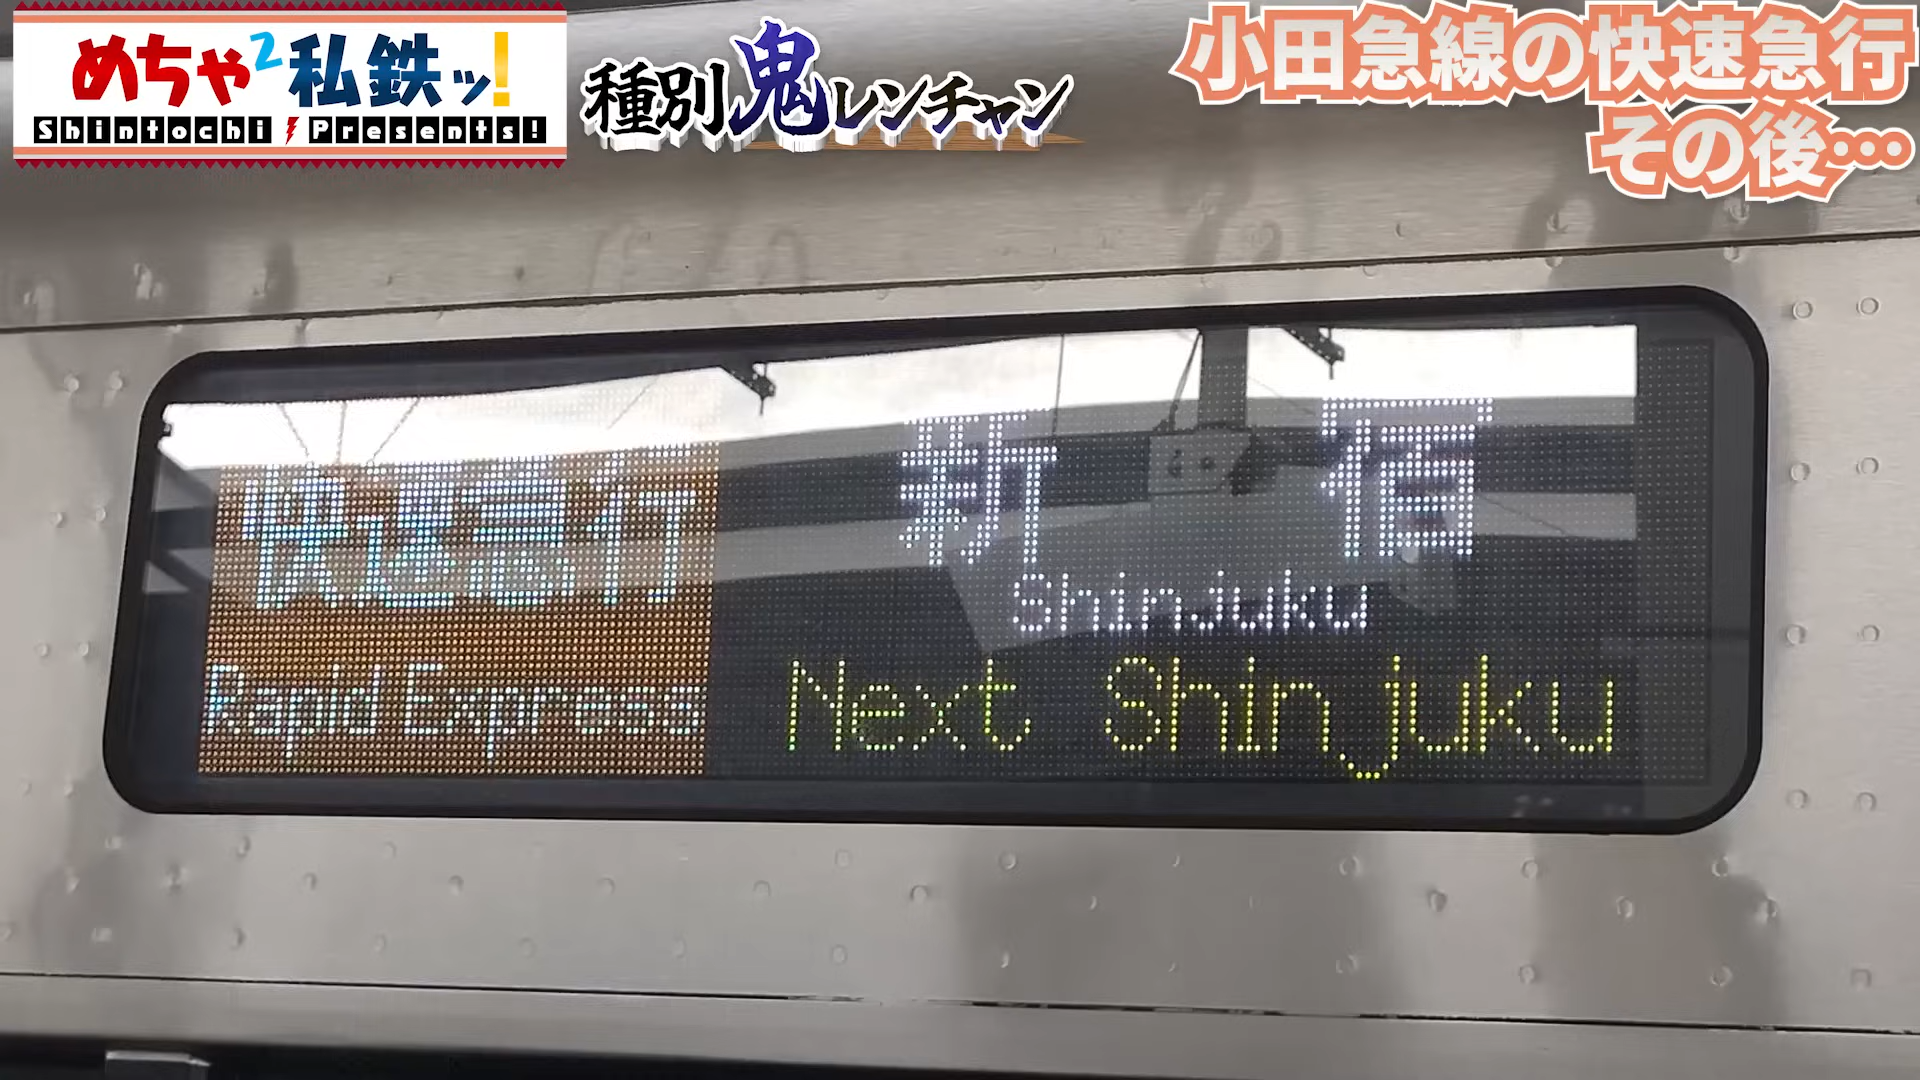 めちゃ2私鉄ッ!
Shintochi Presents!
種別鬼レンチャン
小田急線の快速急行
その後…
快速急行
Rapid Express
新宿
Shinjuku
Next Shinjuku